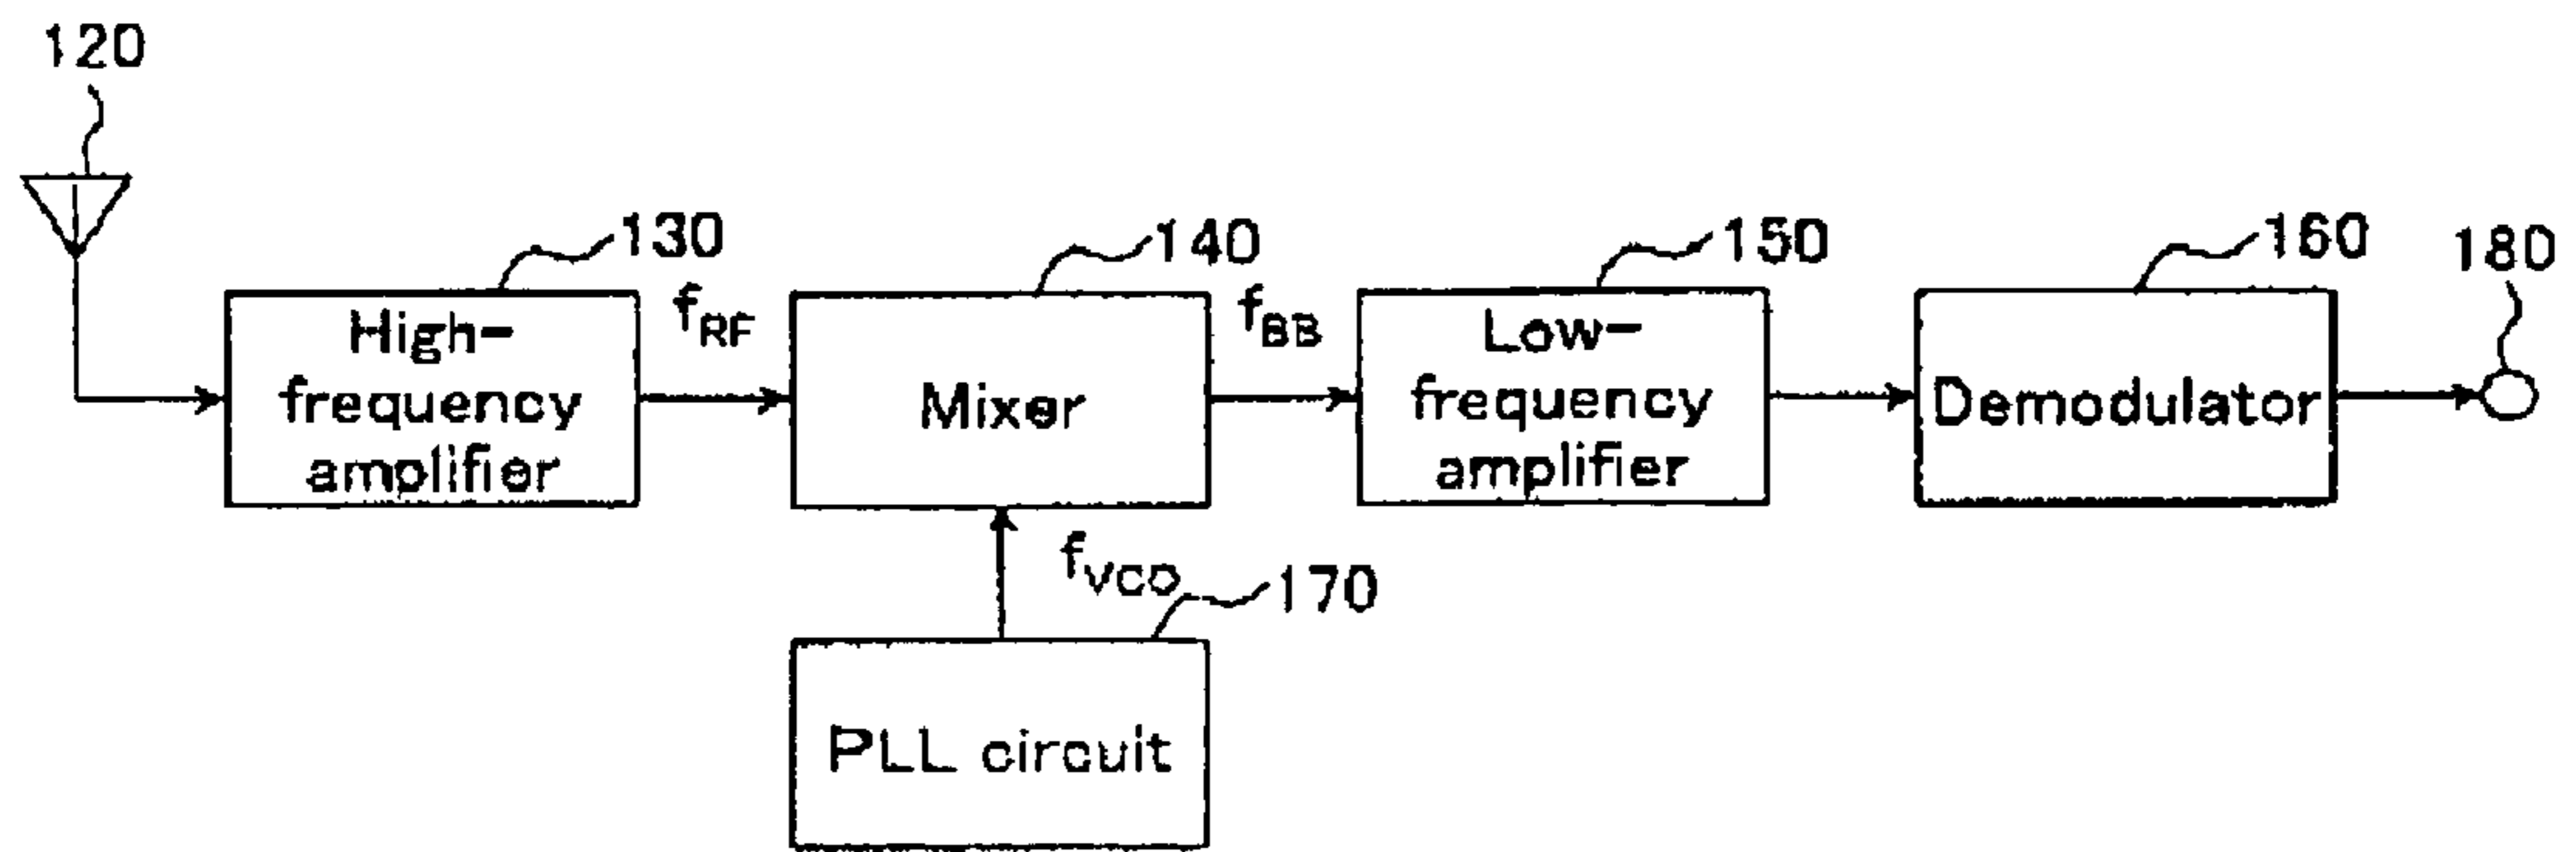 120
130
140
150
160
180
High-
frequency
amplifier
fRF
Mixer
fBB
Low-
frequency
amplifier
Demodulator
fVCO
170
PLL circuit